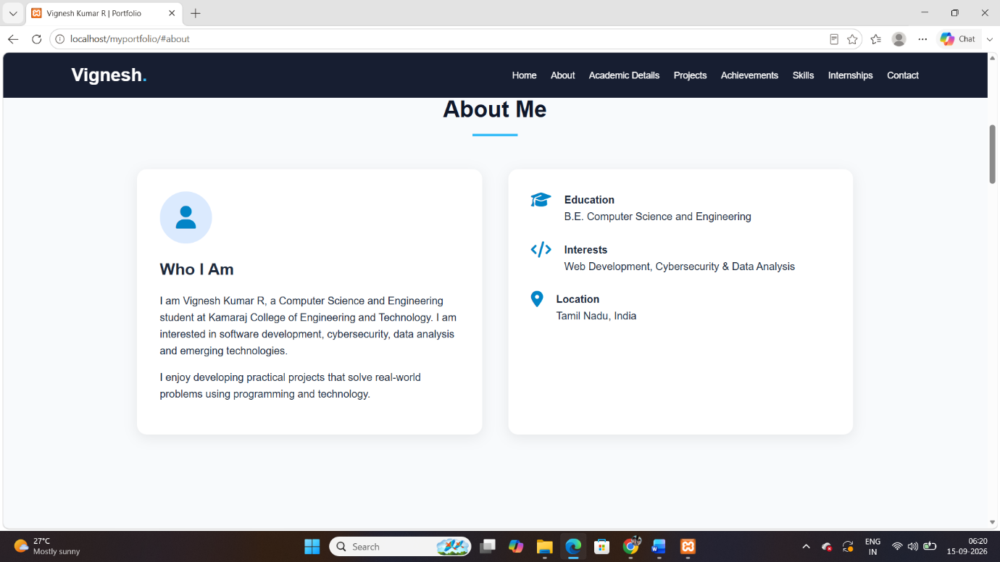 Vignesh Kumar R | Portfolio
localhost/myportfolio/#about
Chat
Vignesh.
Home About Academic Details Projects Achievements Skills Internships Contact
About Me
Who I Am
I am Vignesh Kumar R, a Computer Science and Engineering
student at Kamaraj College of Engineering and Technology. I am
interested in software development, cybersecurity, data analysis
and emerging technologies.
I enjoy developing practical projects that solve real-world
problems using programming and technology.
Education
B.E. Computer Science and Engineering
Interests
Web Development, Cybersecurity & Data Analysis
Location
Tamil Nadu, India
27°C
Mostly sunny
Search
ENG
IN
06:20
15-09-2026